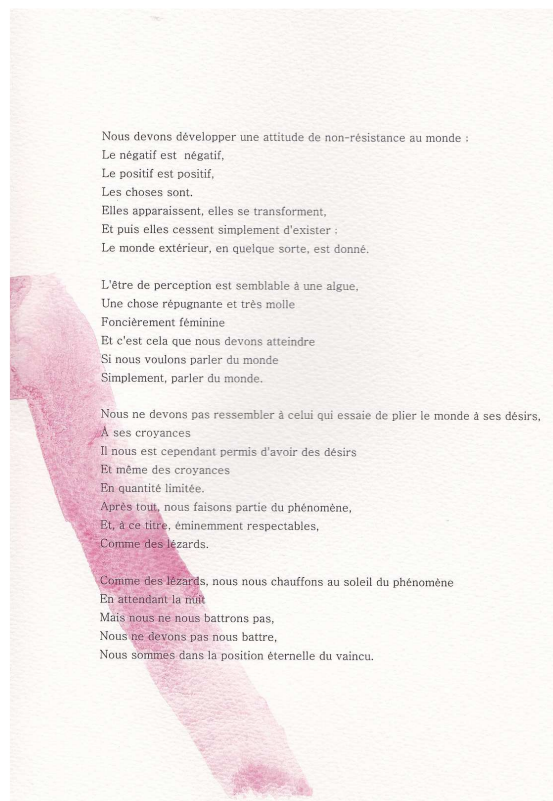 Nous devons développer une attitude de non-résistance au monde ;
Le négatif est négatif,
Le positif est positif,
Les choses sont.
Elles apparaissent, elles se transforment,
Et puis elles cessent simplement d'exister ;
Le monde extérieur, en quelque sorte, est donné.
L'être de perception est semblable à une algue,
Une chose répugnante et très molle
Foncièrement féminine
Et c'est cela que nous devons atteindre
Si nous voulons parler du monde
Simplement, parler du monde.
Nous ne devons pas ressembler à celui qui essaie de plier le monde à ses désirs,
À ses croyances
Il nous est cependant permis d'avoir des désirs
Et même des croyances
En quantité limitée.
Après tout, nous faisons partie du phénomène,
Et, à ce titre, éminemment respectables,
Comme des lézards.
Comme des lézards, nous nous chauffons au soleil du phénomène
En attendant la nuit
Mais nous ne nous battrons pas,
Nous ne devons pas nous battre,
Nous sommes dans la position éternelle du vaincu.